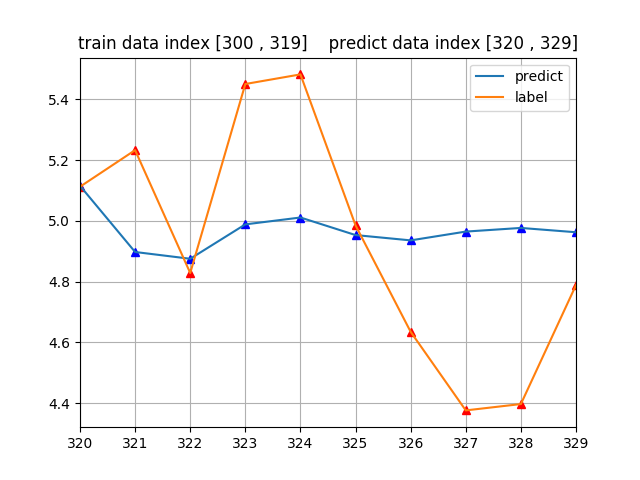 train data index [300 , 319]    predict data index [320 , 329]
predict
label
5.4
5.2
5.0
4.8
4.6
4.4
320 321 322 323 324 325 326 327 328 329